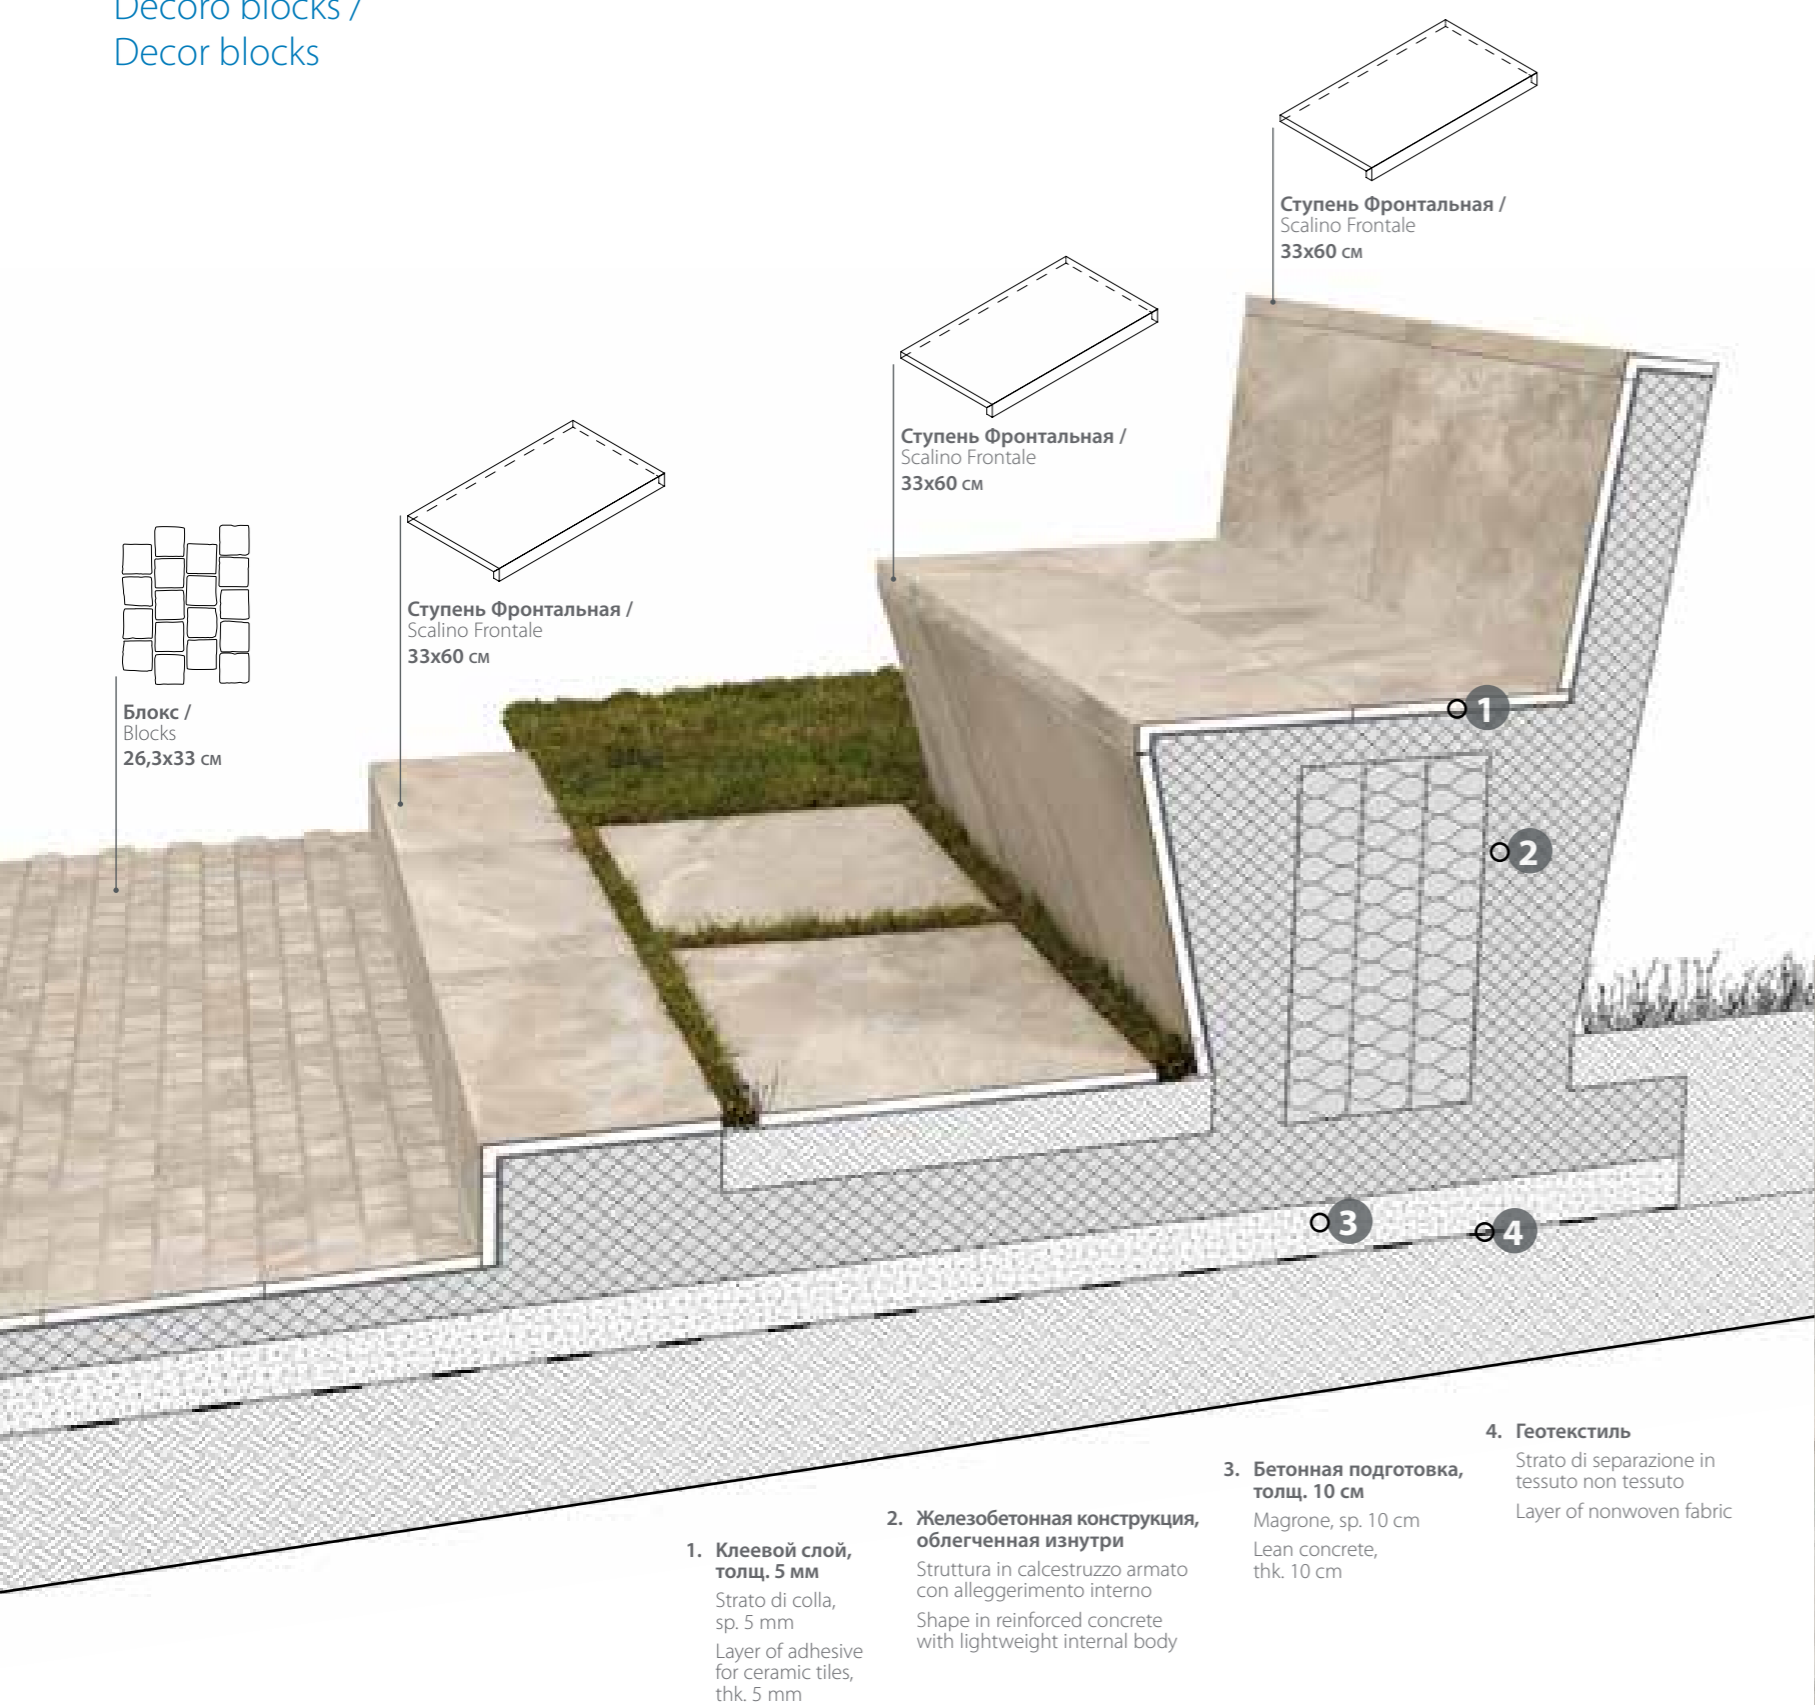 Decoro blocks /
Decor blocks
Ступень Фронтальная /
Scalino Frontale
33x60 см
Ступень Фронтальная /
Scalino Frontale
33x60 см
Ступень Фронтальная /
Scalino Frontale
33x60 см
Блокс /
Blocks
26,3x33 см
1
2
3
4
1. Клеевой слой,
толщ. 5 мм
Strato di colla,
sp. 5 mm
Layer of adhesive
for ceramic tiles,
thk. 5 mm
2. Железобетонная конструкция,
облегченная изнутри
Struttura in calcestruzzo armato
con alleggerimento interno
Shape in reinforced concrete
with lightweight internal body
3. Бетонная подготовка,
толщ. 10 см
Magrone, sp. 10 cm
Lean concrete,
thk. 10 cm
4. Геотекстиль
Strato di separazione in
tessuto non tessuto
Layer of nonwoven fabric